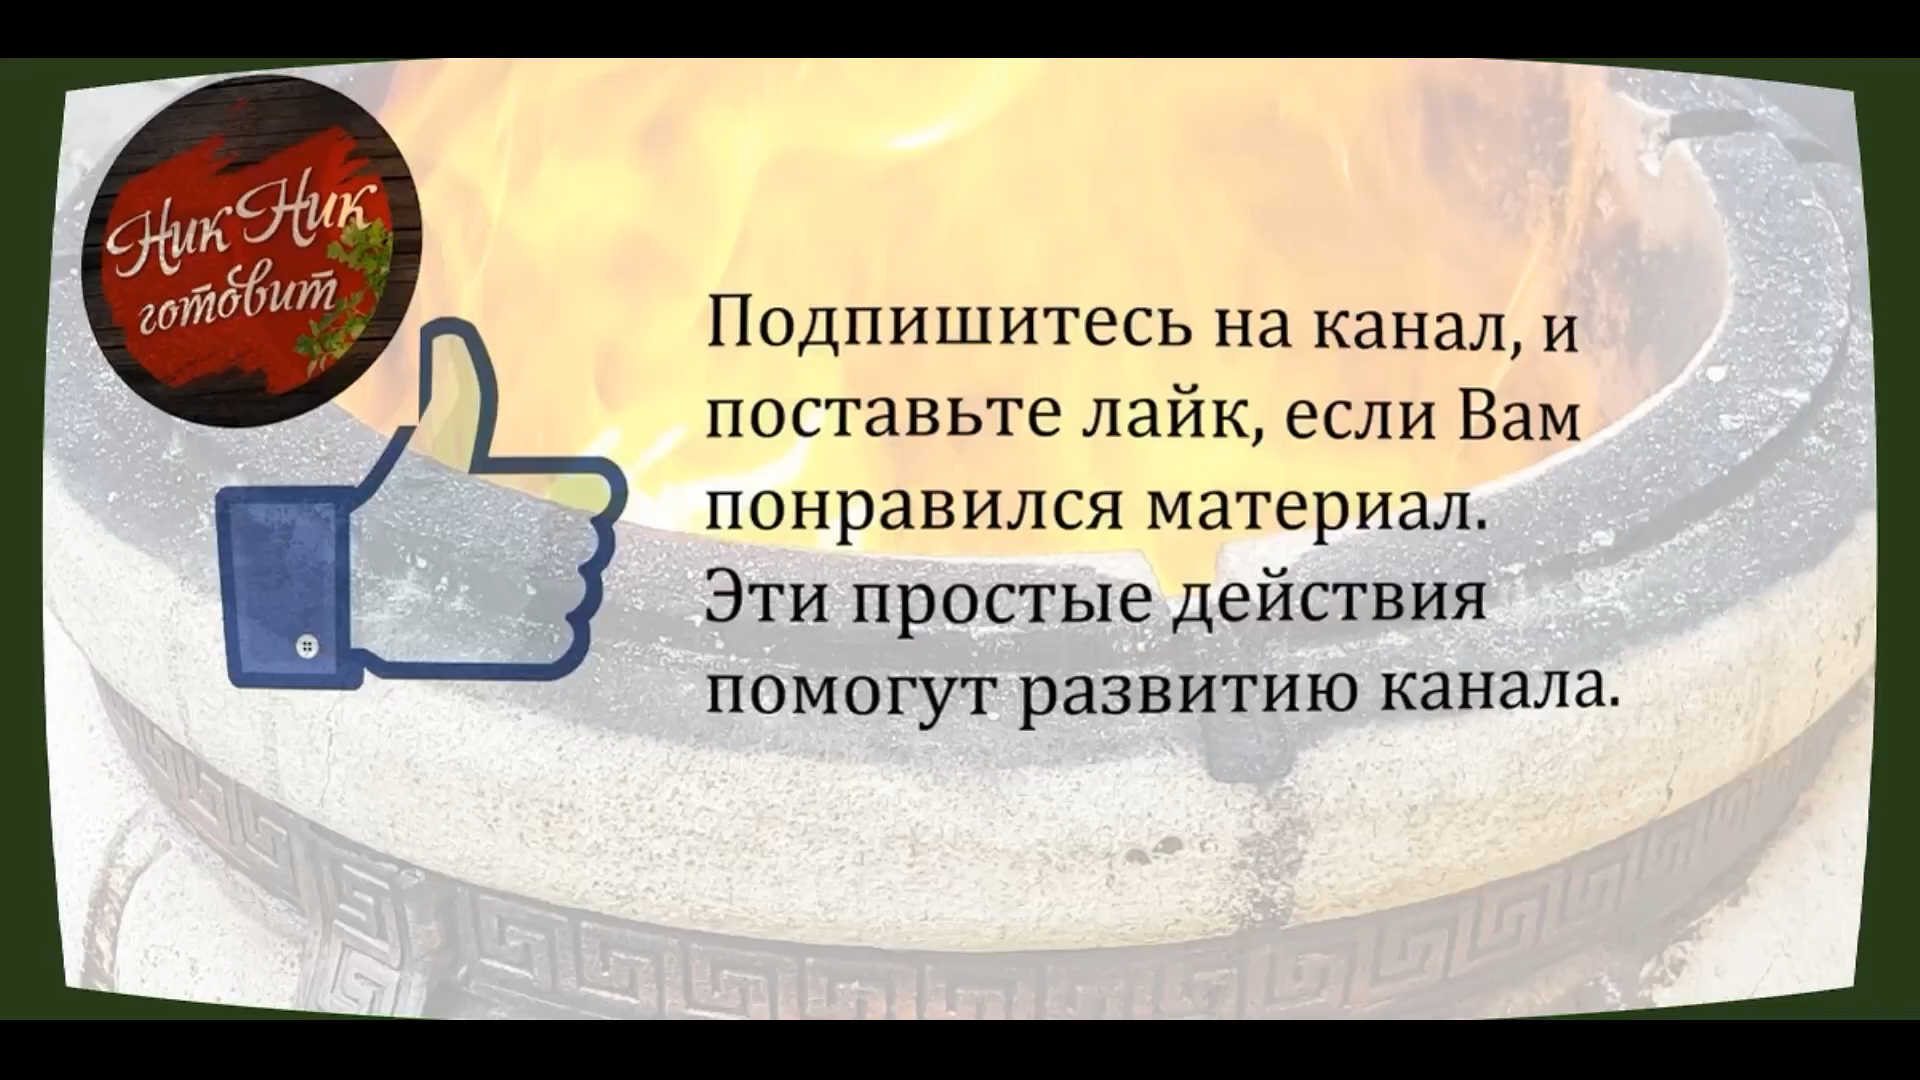 Ник Ник
готовит
Подпишитесь на канал, и
поставьте лайк, если Вам
понравился материал.
Эти простые действия
помогут развитию канала.